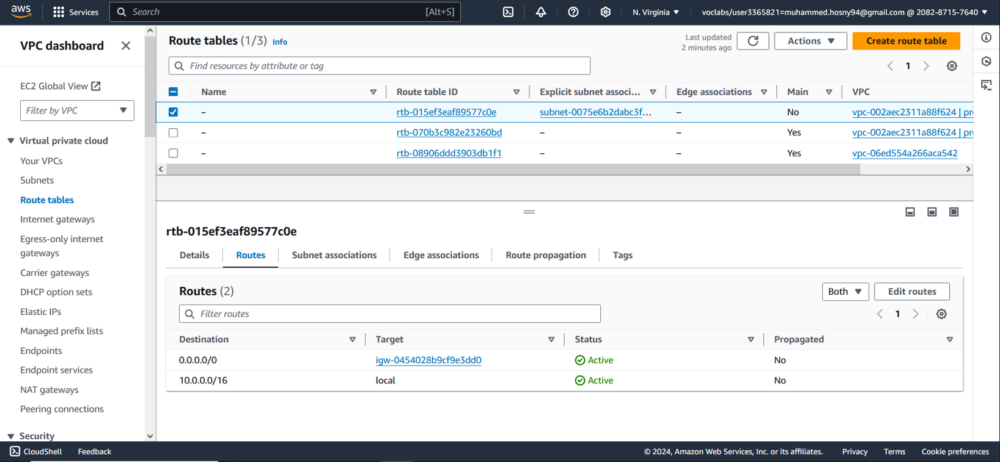 aws
Services
Search
[Alt+S]
N. Virginia
voclabs/user3365821=muhammed.hosny94@gmail.com @ 2082-8715-7640
VPC dashboard
EC2 Global View
Filter by VPC
Virtual private cloud
Your VPCs
Subnets
Route tables
Internet gateways
Egress-only internet
gateways
Carrier gateways
DHCP option sets
Elastic IPs
Managed prefix lists
Endpoints
Endpoint services
NAT gateways
Peering connections
Security
Route tables (1/3) Info
Last updated
2 minutes ago
Actions
Create route table
Find resources by attribute or tag
1
Name Route table ID Explicit subnet associ... Edge associations Main VPC
– rtb-015ef3eaf89577c0e subnet-0075e6b2dabc3f... – No vpc-002aec2311a88f624 | pr
– rtb-070b3c982e23260bd – – Yes vpc-002aec2311a88f624 | pr
– rtb-08906ddd3903db1f1 – – Yes vpc-06ed554a266aca542
rtb-015ef3eaf89577c0e
Details Routes Subnet associations Edge associations Route propagation Tags
Routes (2)
Both
Edit routes
Filter routes
1
Destination Target Status Propagated
0.0.0.0/0 igw-0454028b9cf9e3dd0 Active No
10.0.0.0/16 local Active No
CloudShell Feedback
© 2024, Amazon Web Services, Inc. or its affiliates. Privacy Terms Cookie preferences